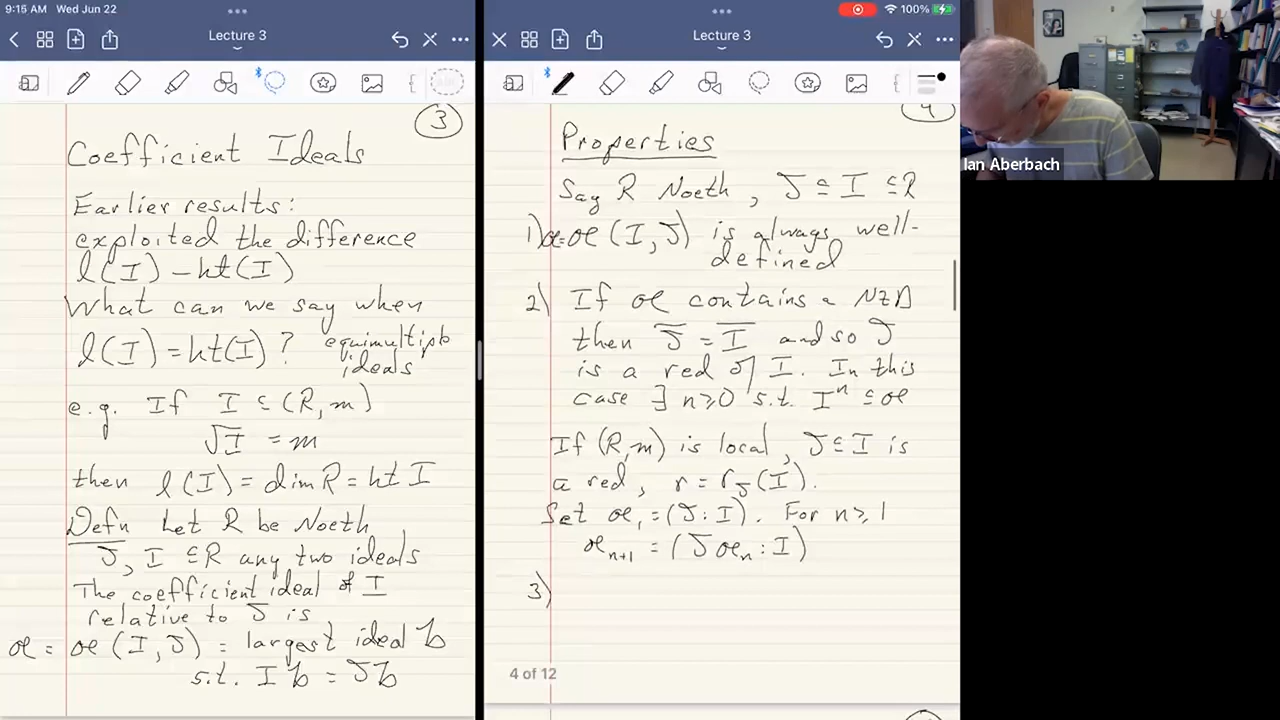 9:15 AM Wed Jun 22
100%
Lecture 3
Lecture 3
3
Coefficient Ideals
Earlier results:
exploited the difference
l(I) - ht(I)
What can we say when
l(I) = ht(I)? equimultiple
ideals
e.g. If I ⊆ (R, m)
√I = m
then l(I) = dim R = ht I
Defn Let R be Noeth
J, I ⊆ R any two ideals
The coefficient ideal of I
relative to J is
𝔞 = 𝔞(I, J) = largest ideal 𝔟
s.t. I𝔟 = J𝔟
4
Properties
Say R Noeth, J ⊆ I ⊆ R
1) 𝔞=𝔞(I, J) is always well-
defined
2) If 𝔞 contains a NZD
then J̅ = I̅ and so J
is a red of I. In this
case ∃ n ≥ 0 s.t. Iⁿ ⊆ 𝔞
If (R, m) is local, J ⊆ I is
a red, r = r_J(I).
Set 𝔞₁ = (J : I). For n ≥ 1
𝔞ₙ₊₁ = (J𝔞ₙ : I)
3)
4 of 12
Ian Aberbach